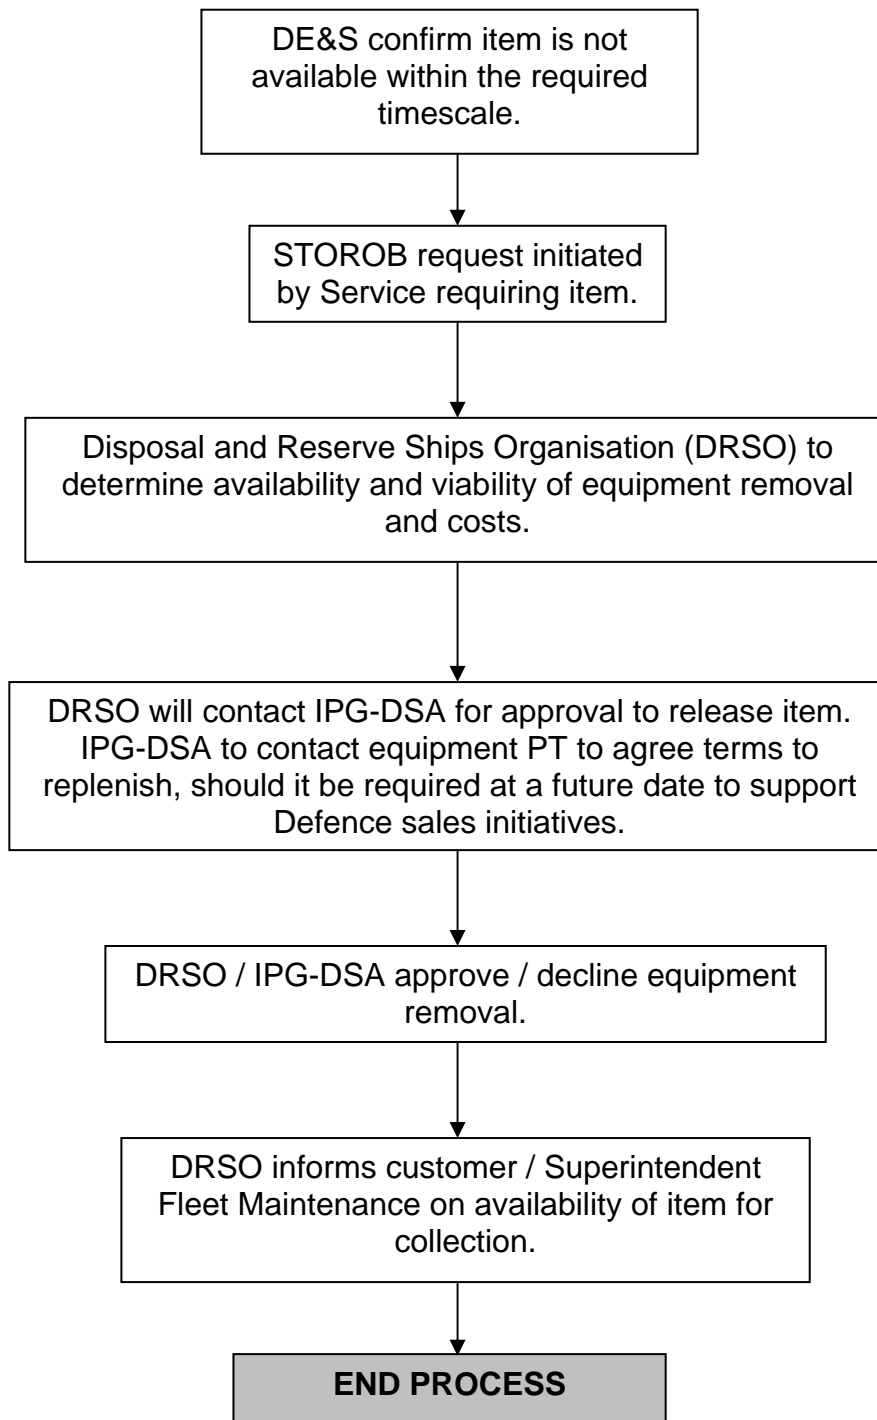 DE&S confirm item is not
available within the required
timescale.
STOROB request initiated
by Service requiring item.
Disposal and Reserve Ships Organisation (DRSO) to
determine availability and viability of equipment removal
and costs.
DRSO will contact IPG-DSA for approval to release item.
IPG-DSA to contact equipment PT to agree terms to
replenish, should it be required at a future date to support
Defence sales initiatives.
DRSO / IPG-DSA approve / decline equipment
removal.
DRSO informs customer / Superintendent
Fleet Maintenance on availability of item for
collection.
END PROCESS